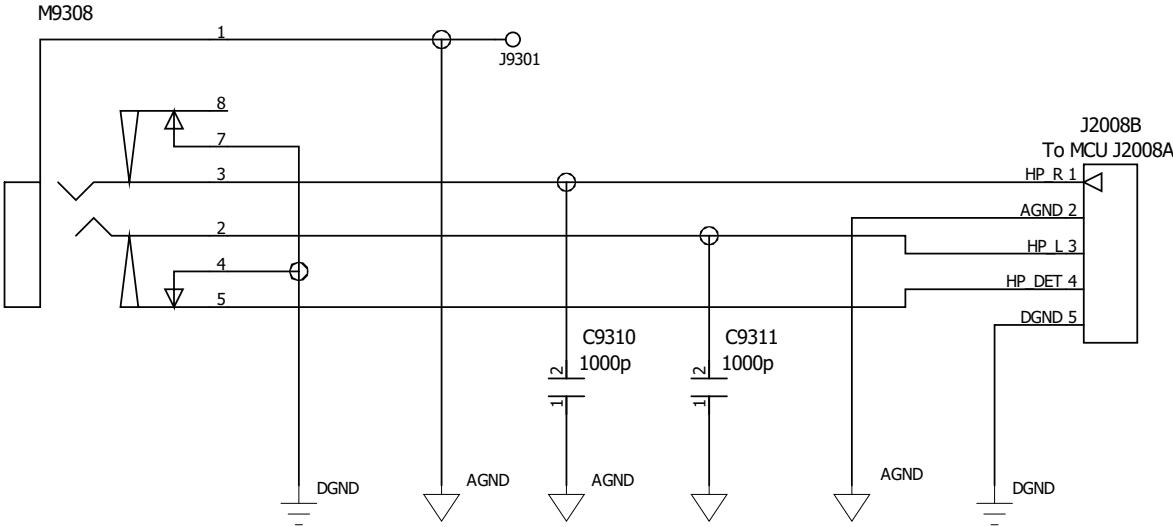 M9308
1
J9301
8
7
3
2
4
5
J2008B
To MCU J2008A
HP_R 1
AGND 2
HP_L 3
HP_DET 4
DGND 5
C9310
1000p
2
1
C9311
1000p
2
1
DGND
AGND
AGND
AGND
DGND